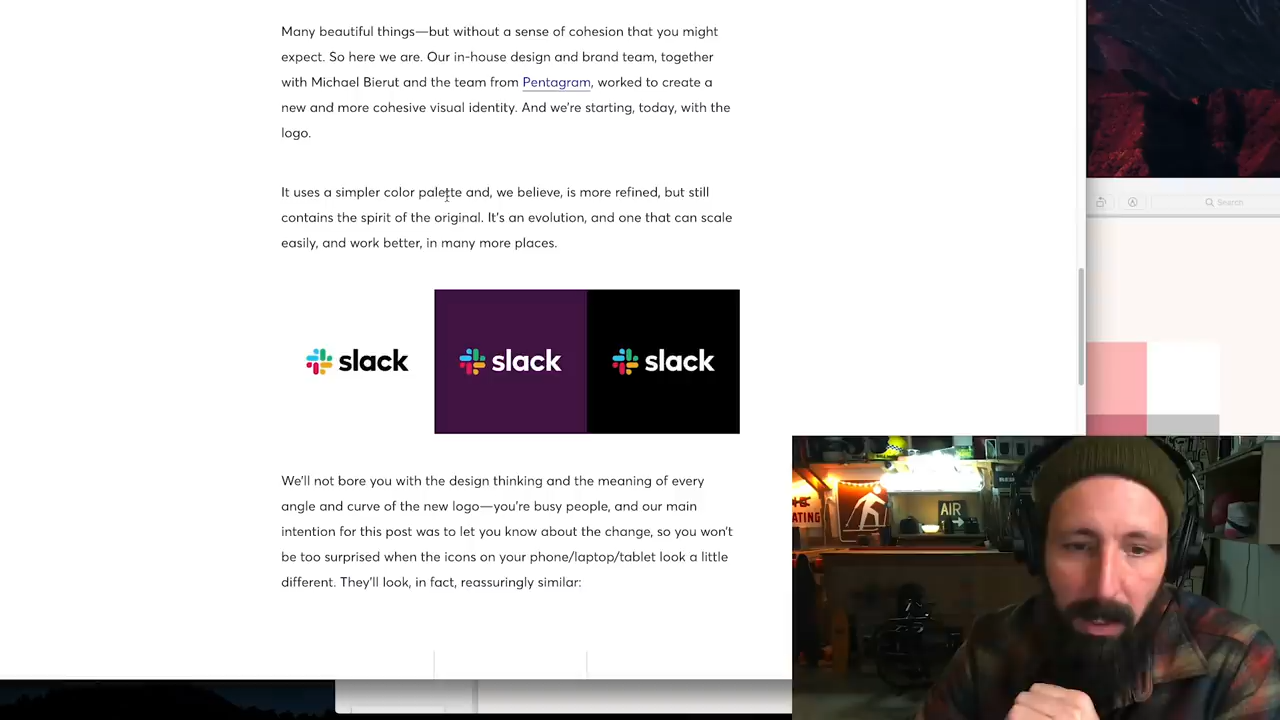 Many beautiful things—but without a sense of cohesion that you might
expect. So here we are. Our in-house design and brand team, together
with Michael Bierut and the team from Pentagram, worked to create a
new and more cohesive visual identity. And we're starting, today, with the
logo.
It uses a simpler color palette and, we believe, is more refined, but still
contains the spirit of the original. It's an evolution, and one that can scale
easily, and work better, in many more places.
Search
slack
slack
slack
We'll not bore you with the design thinking and the meaning of every
angle and curve of the new logo—you're busy people, and our main
intention for this post was to let you know about the change, so you won't
be too surprised when the icons on your phone/laptop/tablet look a little
different. They'll look, in fact, reassuringly similar:
ATING
AIR